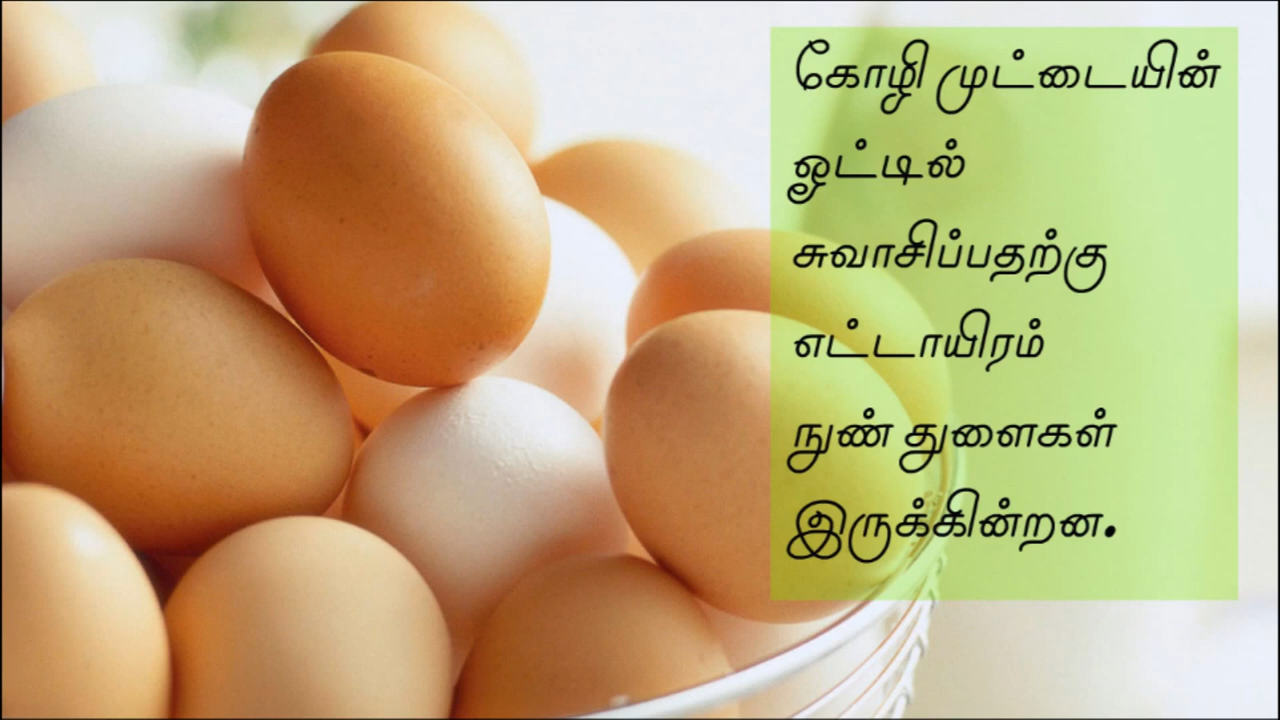 கோழி முட்டையின்
ஓட்டில்
சுவாசிப்பதற்கு
எட்டாயிரம்
நுண் துளைகள்
இருக்கின்றன.